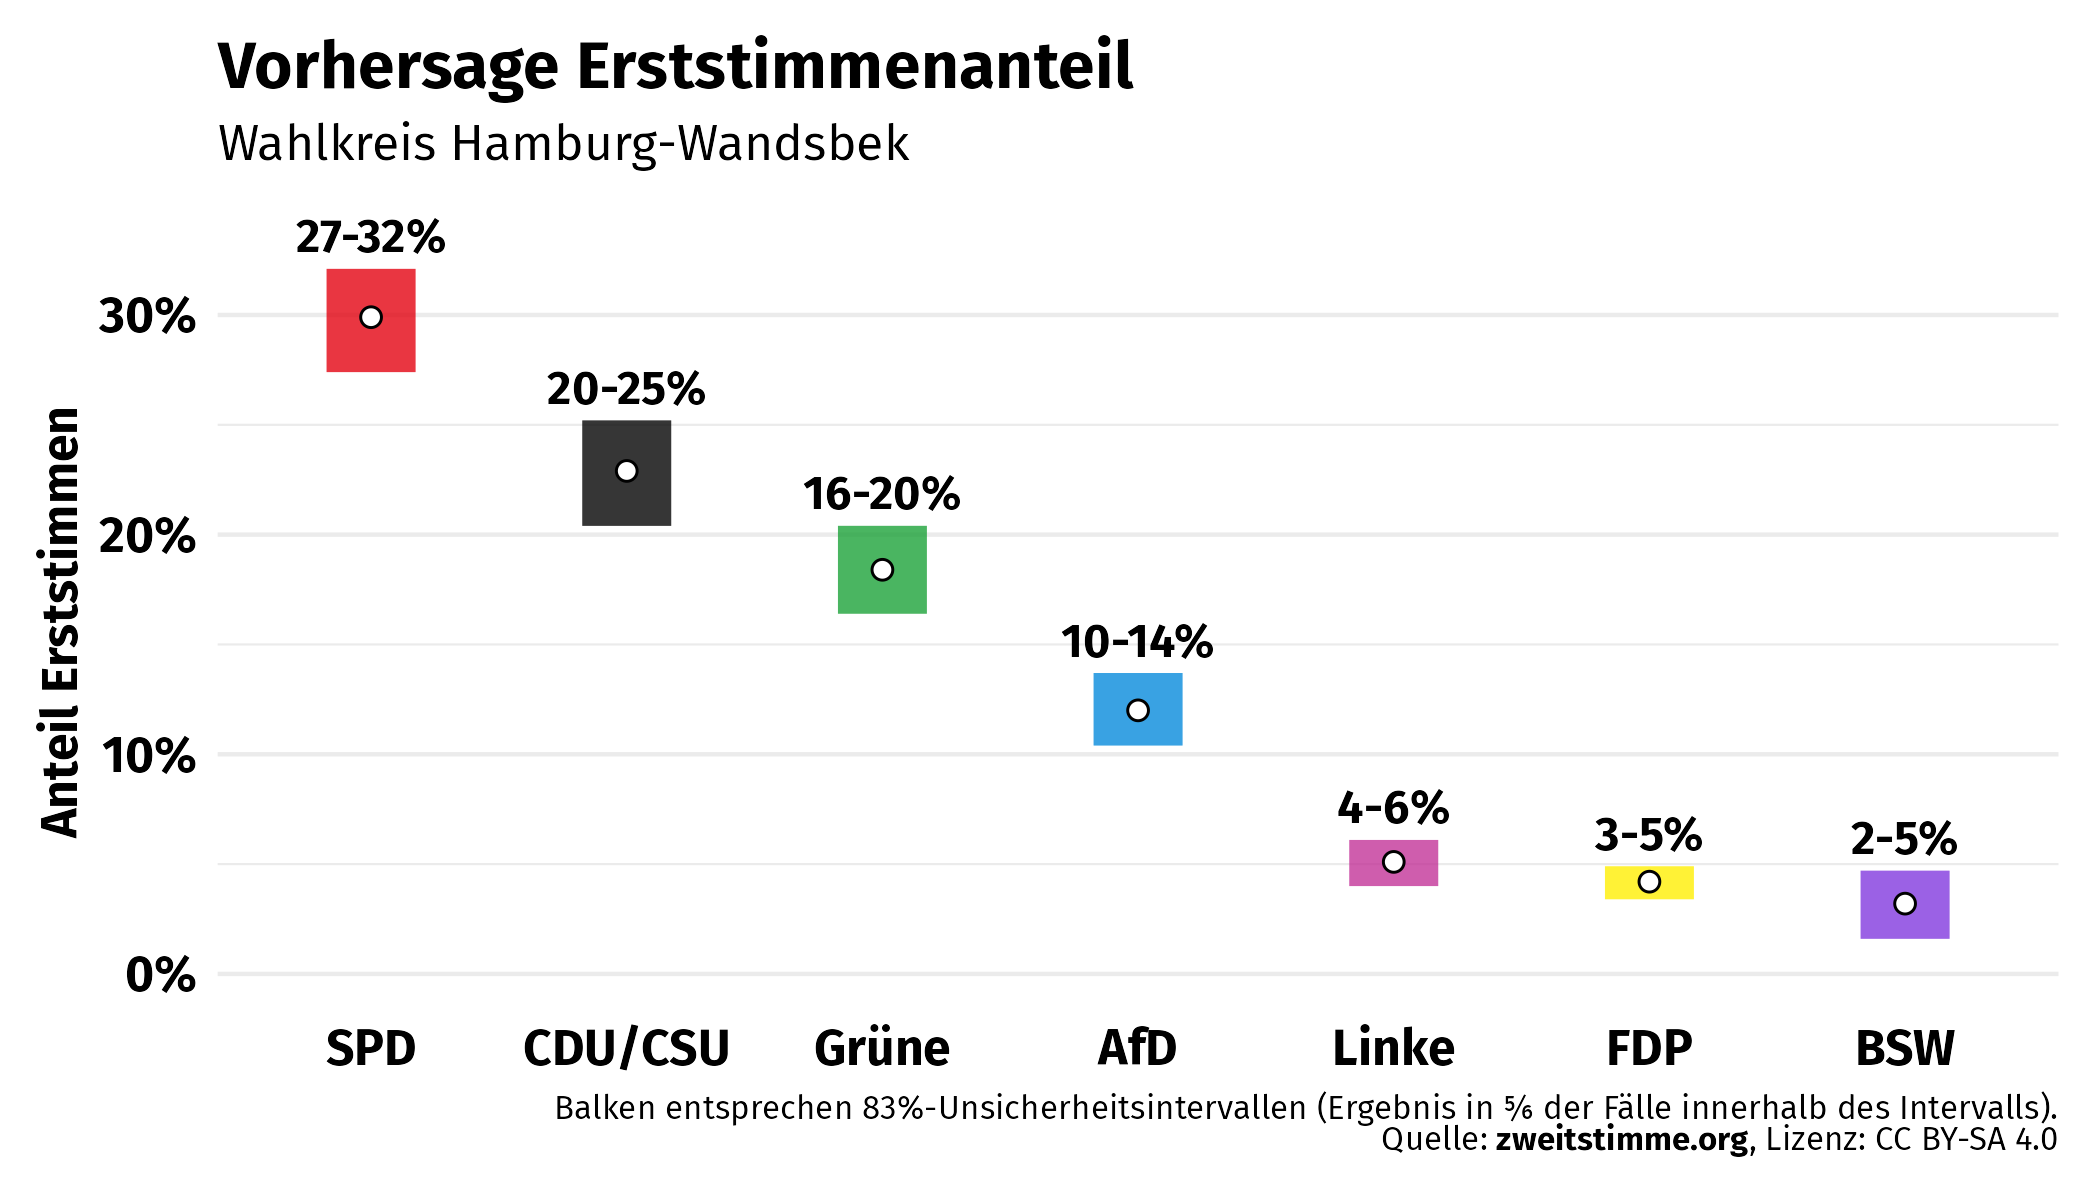 Vorhersage Erststimmenanteil
Wahlkreis Hamburg-Wandsbek
27-32%
30%
20-25%
16-20%
20%
10-14%
10%
4-6%
3-5%
2-5%
0%
Anteil Erststimmen
SPD CDU/CSU Grüne AfD Linke FDP BSW
Balken entsprechen 83%-Unsicherheitsintervallen (Ergebnis in ⅚ der Fälle innerhalb des Intervalls).
Quelle: zweitstimme.org, Lizenz: CC BY-SA 4.0